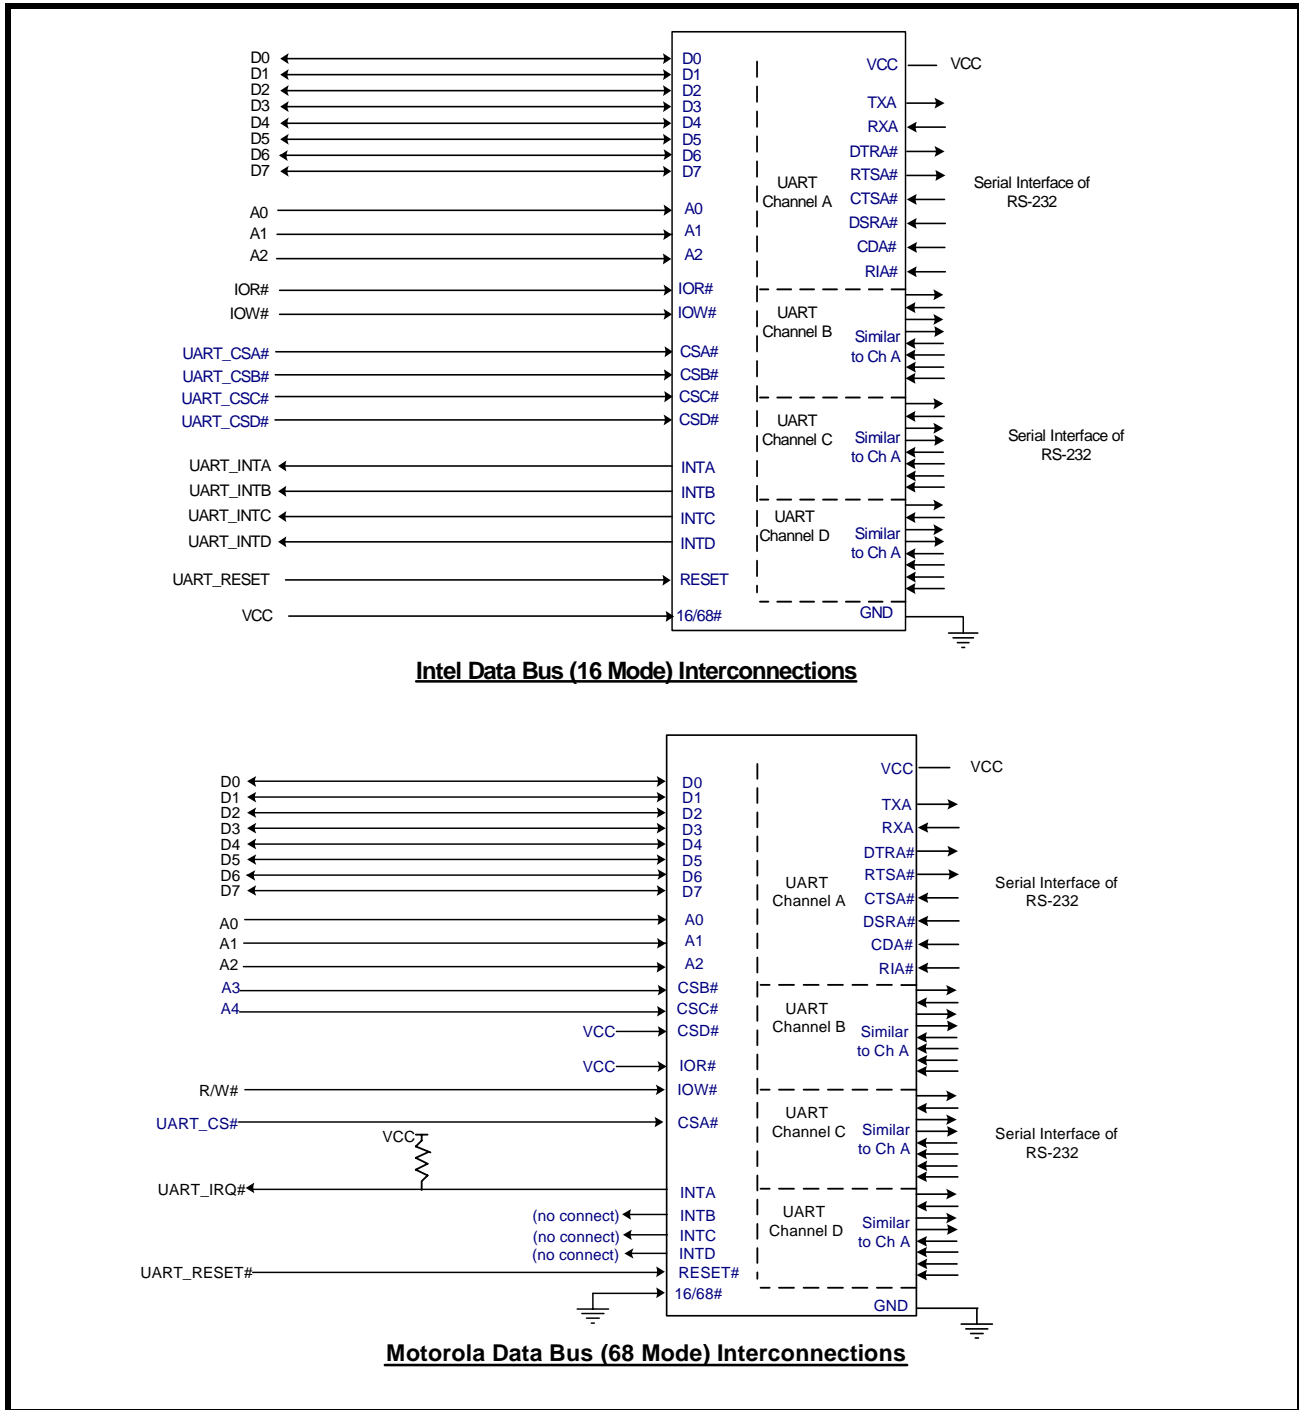 D0
D1
D2
D3
D4
D5
D6
D7
A0
A1
A2
IOR#
IOW#
UART_CSA#
UART_CSB#
UART_CSC#
UART_CSD#
UART_INTA
UART_INTB
UART_INTC
UART_INTD
UART_RESET
VCC
D0
D1
D2
D3
D4
D5
D6
D7
A0
A1
A2
IOR#
IOW#
CSA#
CSB#
CSC#
CSD#
INTA
INTB
INTC
INTD
RESET
16/68#
UART
Channel A
UART
Channel B
UART
Channel C
UART
Channel D
VCC
TXA
RXA
DTRA#
RTSA#
CTSA#
DSRA#
CDA#
RIA#
Similar
to Ch A
Similar
to Ch A
Similar
to Ch A
GND
VCC
Serial Interface of
RS-232
Serial Interface of
RS-232
Intel Data Bus (16 Mode) Interconnections
D0
D1
D2
D3
D4
D5
D6
D7
A0
A1
A2
A3
A4
VCC
VCC
R/W#
UART_CS#
VCC
UART_IRQ#
(no connect)
(no connect)
(no connect)
UART_RESET#
D0
D1
D2
D3
D4
D5
D6
D7
A0
A1
A2
CSB#
CSC#
CSD#
IOR#
IOW#
CSA#
INTA
INTB
INTC
INTD
RESET#
16/68#
UART
Channel A
UART
Channel B
UART
Channel C
UART
Channel D
VCC
TXA
RXA
DTRA#
RTSA#
CTSA#
DSRA#
CDA#
RIA#
Similar
to Ch A
Similar
to Ch A
Similar
to Ch A
GND
VCC
Serial Interface of
RS-232
Serial Interface of
RS-232
Motorola Data Bus (68 Mode) Interconnections